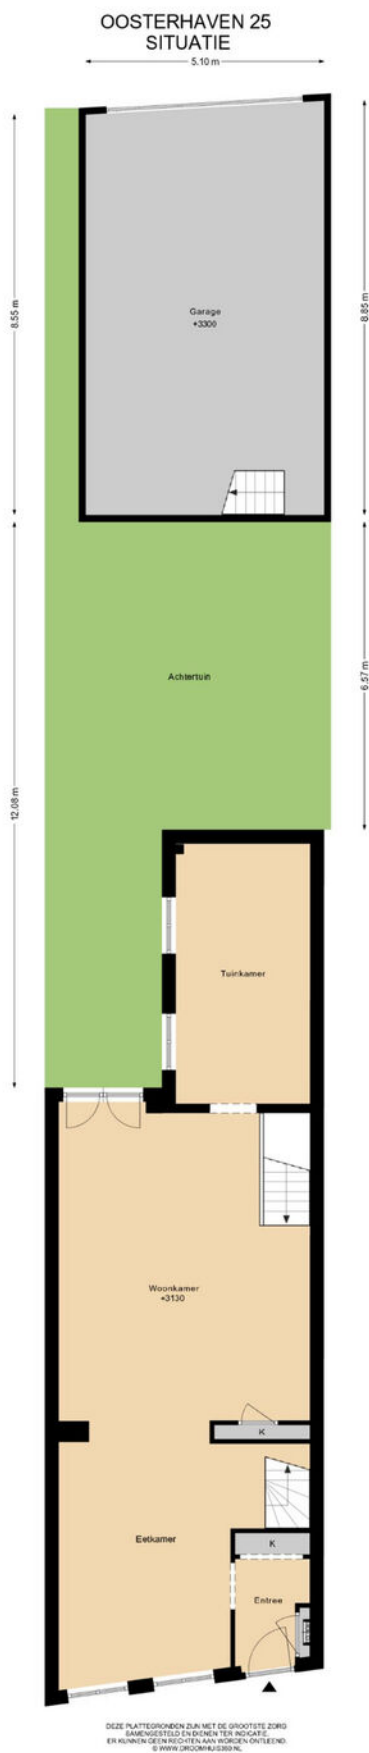 OOSTERHAVEN 25
SITUATIE
5.10 m
8.55 m
8.85 m
Garage
+3300
Achtertuin
6.57 m
12.08 m
Tuinkamer
Woonkamer
+3130
K
Eetkamer
K
Entree
DEZE PLATTEGRONDEN ZIJN MET DE GROOTSTE ZORG
SAMENGESTELD EN DIENEN TER INDICATIE.
ER KUNNEN GEEN RECHTEN AAN WORDEN ONTLEEND.
© WWW.DROOMHUIS360.NL